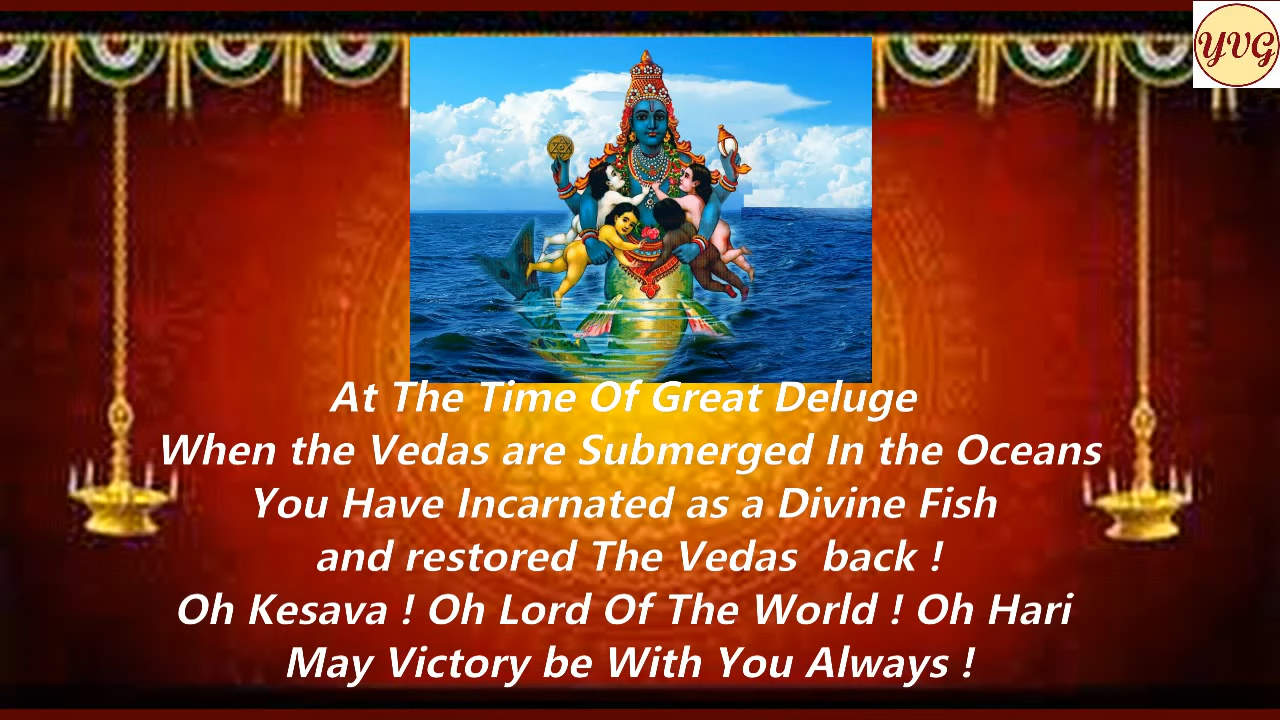 YVG
At The Time Of Great Deluge
When the Vedas are Submerged In the Oceans
You Have Incarnated as a Divine Fish
and restored The Vedas  back !
Oh Kesava ! Oh Lord Of The World ! Oh Hari
May Victory be With You Always !